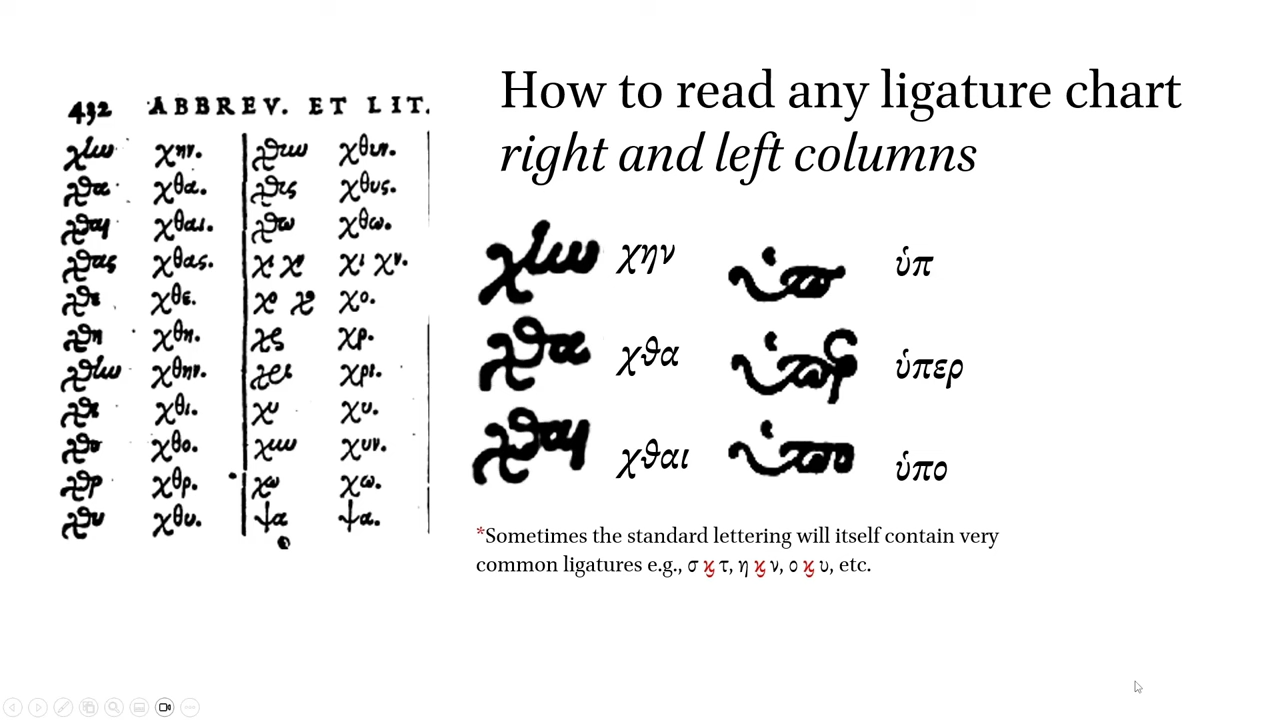 How to read any ligature chart
right and left columns
432 ABBREV. ET LIT.
χην. χθυν.
χθα. χθυς.
χθαι. χθω.
χθας. χι χν.
χθε. χο.
χθη. χρ.
χθην. χρι.
χθι. χυ.
χθο. χυν.
χθρ. χω.
χθυ. ψα ψα.
χην ὑπ
χθα ὑπερ
χθαι ὑπο
*Sometimes the standard lettering will itself contain very
common ligatures e.g., σ ϗ τ, η ϗ ν, ο ϗ υ, etc.